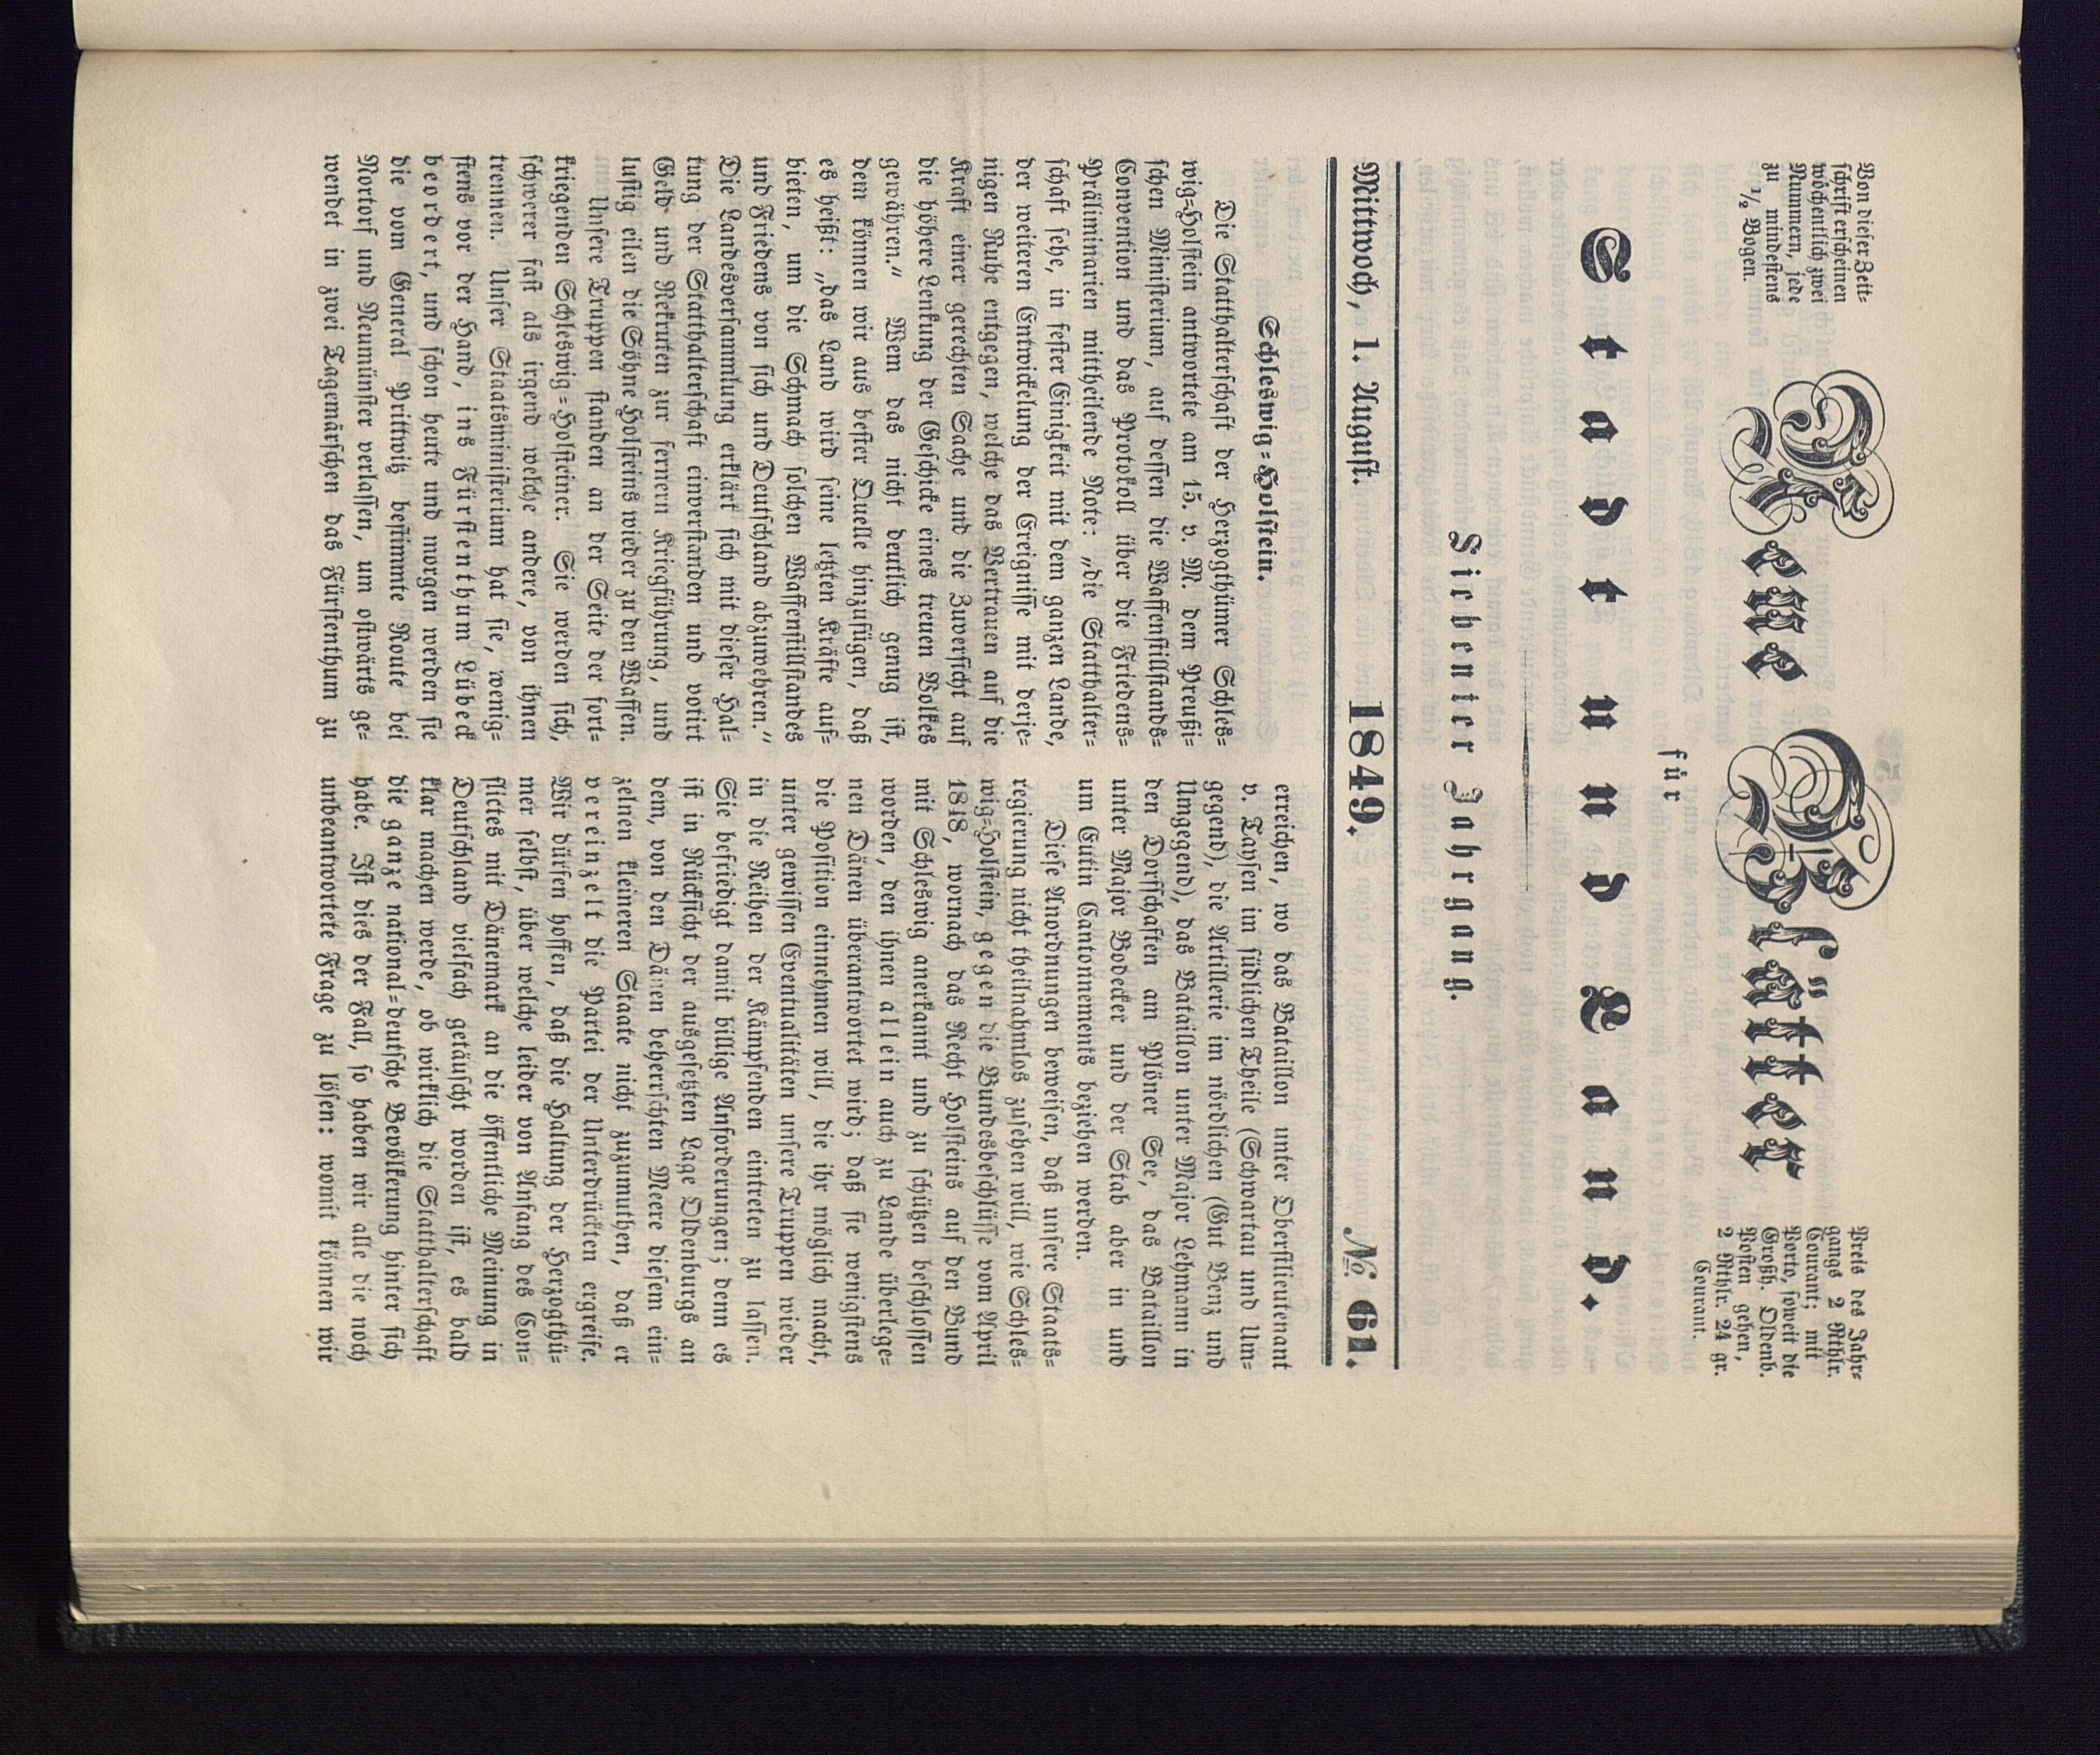 Von dieser Zeit=
schrift erscheinen
wöchentlich zwei
Nummern, jede
zu mindestens
½ Bogen.
Neue Blätter
Preis des Jahr=
gangs 2 Rthlr.
Courant; mit
Porto, soweit die
Großh. Oldenb.
Posten gehen,
2 Rthlr. 24 gr.
Courant.
für
Stadt und Land.
Siebenter Jahrgang.
Mittwoch, 1. August. 1849. № 61.
Schleswig=Holstein.
Die Statthalterschaft der Herzogthümer Schles=
wig=Holstein antwortete am 15. v. M. dem Preußi=
schen Ministerium, auf dessen die Waffenstillstands=
Convention und das Protokoll über die Friedens=
Präliminarien mittheilende Note: „die Statthalter=
schaft sehe, in fester Einigkeit mit dem ganzen Lande,
der weiteren Entwickelung der Ereignisse mit derje=
nigen Ruhe entgegen, welche das Vertrauen auf die
Kraft einer gerechten Sache und die Zuversicht auf
die höhere Lenkung der Geschicke eines treuen Volkes
gewähren.“ Wem das nicht deutlich genug ist,
dem können wir aus bester Quelle hinzufügen, daß
es heißt: „das Land wird seine letzten Kräfte auf=
bieten, um die Schmach solchen Waffenstillstandes
und Friedens von sich und Deutschland abzuwehren.“
Die Landesversammlung erklärt sich mit dieser Hal=
tung der Statthalterschaft einverstanden und votirt
Geld und Rekruten zur fernern Kriegführung, und
lustig eilen die Söhne Holsteins wieder zu den Waffen.
Unsere Truppen standen an der Seite der fort=
kriegenden Schleswig=Holsteiner. Sie werden sich,
schwerer fast als irgend welche andere, von ihnen
trennen. Unser Staatsministerium hat sie, wenig=
stens vor der Hand, ins Fürstenthum Lübeck
beordert, und schon heute und morgen werden sie
die vom General Prittwitz bestimmte Route bei
Nortorf und Neumünster verlassen, um ostwärts ge=
wendet in zwei Tagemärschen das Fürstenthum zu
erreichen, wo das Bataillon unter Oberstlieutenant
v. Taysen im südlichen Theile (Schwartau und Um=
gegend), die Artillerie im nördlichen (Gut Benz und
Umgegend), das Bataillon unter Major Lehmann in
den Dorfschaften am Plöner See, das Bataillon
unter Major Bodecker und der Stab aber in und
um Eutin Cantonnements beziehen werden.
Diese Anordnungen beweisen, daß unsere Staats=
regierung nicht theilnahmlos zusehen will, wie Schles=
wig=Holstein, gegen die Bundesbeschlüsse vom April
1848, wornach das Recht Holsteins auf den Bund
mit Schleswig anerkannt und zu schützen beschlossen
worden, den ihnen allein auch zu Lande überlege=
nen Dänen überantwortet wird; daß sie wenigstens
die Position einnehmen will, die ihr möglich macht,
unter gewissen Eventualitäten unsere Truppen wieder
in die Reihen der Kämpfenden eintreten zu lassen.
Sie befiedigt damit billige Anforderungen; denn es
ist in Rücksicht der ausgesetzten Lage Oldenburgs an
dem, von den Dänen beherrschten Meere diesem ein=
zelnen kleineren Staate nicht zuzumuthen, daß er
vereinzelt die Partei der Unterdrückten ergreife.
Wir dürfen hoffen, daß die Haltung der Herzogthü=
mer selbst, über welche leider von Anfang des Con=
flictes mit Dänemark an die öffentliche Meinung in
Deutschland vielfach getäuscht worden ist, es bald
klar machen werde, ob wirklich die Statthalterschaft
die ganze national=deutsche Bevölkerung hinter sich
habe. Ist dies der Fall, so haben wir alle die noch
unbeantwortete Frage zu lösen: womit können wir